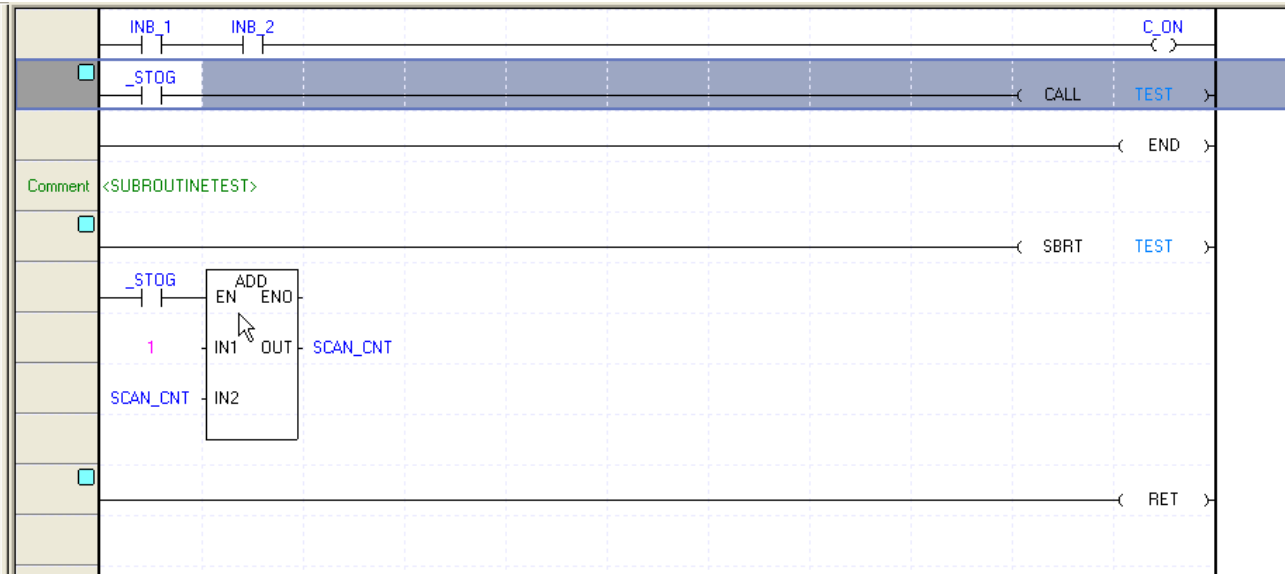 INB_1 INB_2 C_ON
_STOG
CALL TEST
END
Comment <SUBROUTINETEST>
SBRT TEST
_STOG ADD
EN ENO
1 IN1 OUT SCAN_CNT
SCAN_CNT IN2
RET